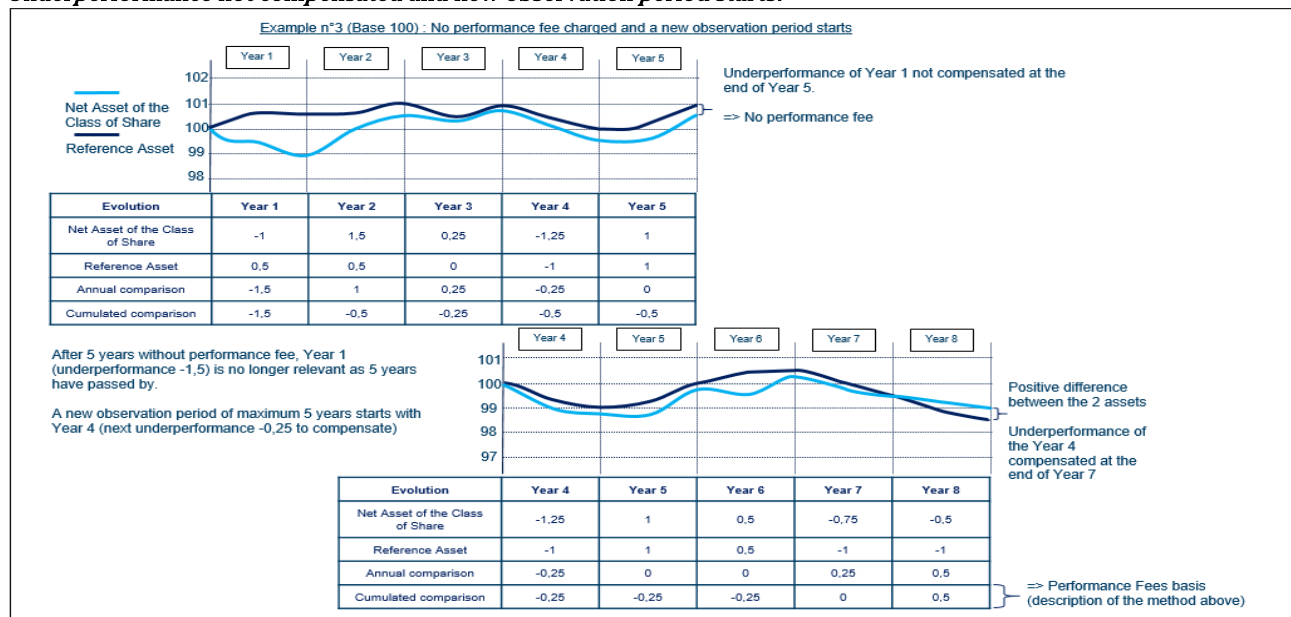 Underperformance not compensated and new observation period starts:
Example n°3 (Base 100) : No performance fee charged and a new observation period starts
Year 1 Year 2 Year 3 Year 4 Year 5
102
101
100
99
98
Net Asset of the
Class of Share
Reference Asset
Underperformance of Year 1 not compensated at the
end of Year 5.
=> No performance fee
Evolution Year 1 Year 2 Year 3 Year 4 Year 5
Net Asset of the Class
of Share -1 1,5 0,25 -1,25 1
Reference Asset 0,5 0,5 0 -1 1
Annual comparison -1,5 1 0,25 -0,25 0
Cumulated comparison -1,5 -0,5 -0,25 -0,5 -0,5
After 5 years without performance fee, Year 1
(underperformance -1,5) is no longer relevant as 5 years
have passed by.
A new observation period of maximum 5 years starts with
Year 4 (next underperformance -0,25 to compensate)
Year 4 Year 5 Year 6 Year 7 Year 8
101
100
99
98
97
Positive difference
between the 2 assets
Underperformance of
the Year 4
compensated at the
end of Year 7
Evolution Year 4 Year 5 Year 6 Year 7 Year 8
Net Asset of the Class
of Share -1,25 1 0,5 -0,75 -0,5
Reference Asset -1 1 0,5 -1 -1
Annual comparison -0,25 0 0 0,25 0,5
Cumulated comparison -0,25 -0,25 -0,25 0 0,5
=> Performance Fees basis
(description of the method above)